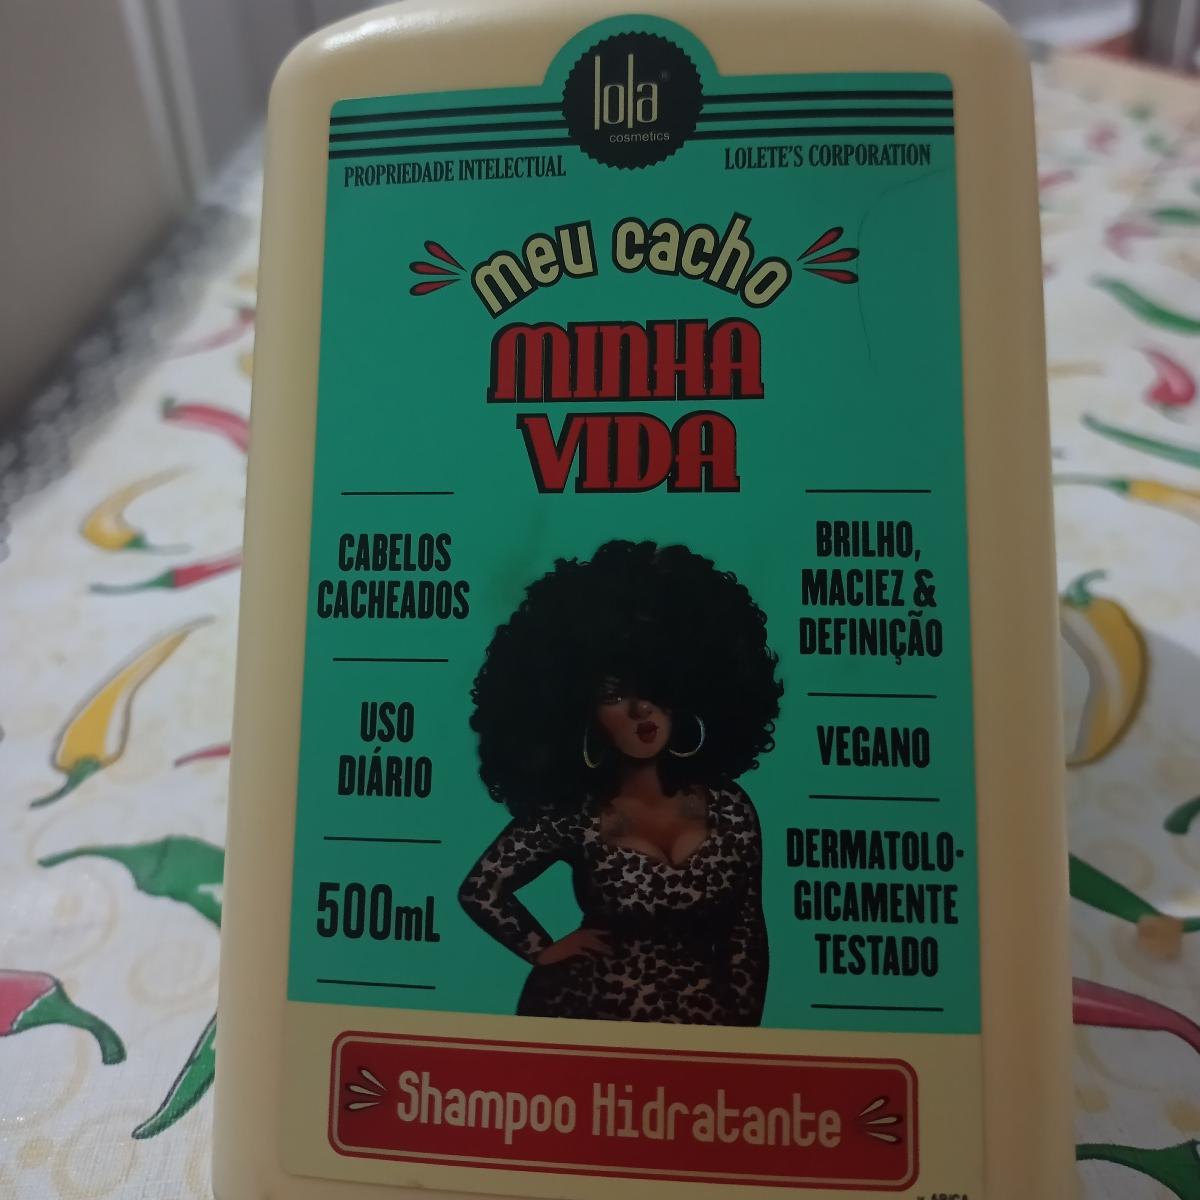 lola
cosmetics
PROPRIEDADE INTELECTUAL
LOLETE'S CORPORATION
meu cacho
MINHA
VIDA
CABELOS
CACHEADOS
USO
DIÁRIO
500mL
BRILHO,
MACIEZ &
DEFINIÇÃO
VEGANO
DERMATOLO-
GICAMENTE
TESTADO
Shampoo Hidratante